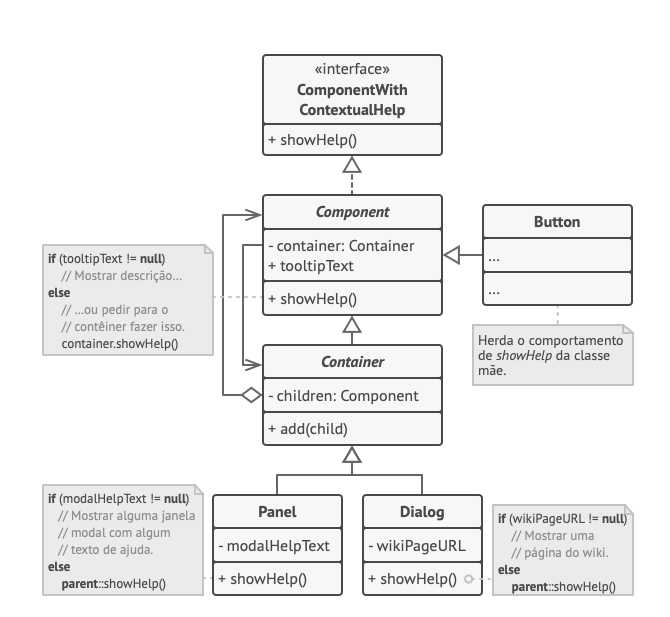 «interface»
ComponentWith
ContextualHelp
+ showHelp()
Component
- container: Container
+ tooltipText
+ showHelp()
Button
...
...
if (tooltipText != null)
// Mostrar descrição...
else
// ...ou pedir para o
// contêiner fazer isso.
container.showHelp()
Herda o comportamento
de showHelp da classe
mãe.
Container
- children: Component
+ add(child)
if (modalHelpText != null)
// Mostrar alguma janela
// modal com algum
// texto de ajuda.
else
parent::showHelp()
Panel
- modalHelpText
+ showHelp()
Dialog
- wikiPageURL
+ showHelp()
if (wikiPageURL != null)
// Mostrar uma
// página do wiki.
else
parent::showHelp()